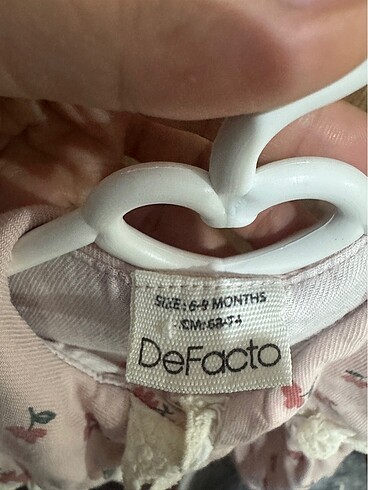 SIZE: 6-9 MONTHS
CM: 68-74
DeFacto